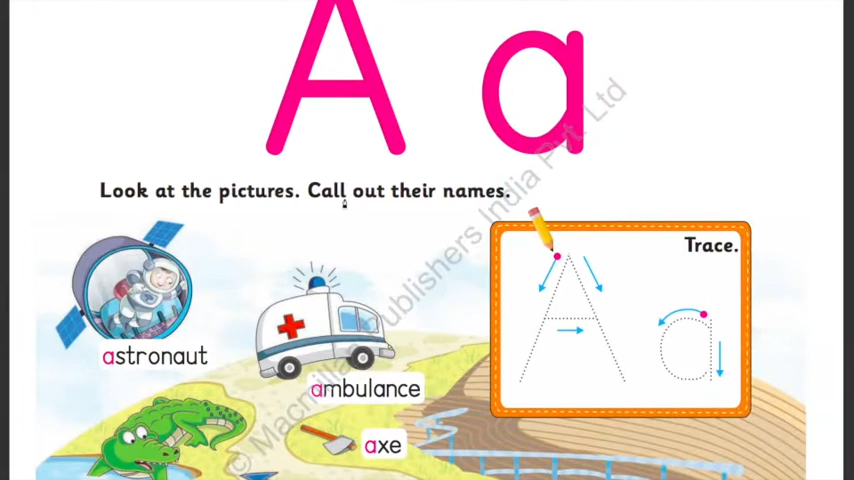 A a
Look at the pictures. Call out their names.
Trace.
A a
astronaut
ambulance
axe
© Macmillan Publishers India Pvt. Ltd